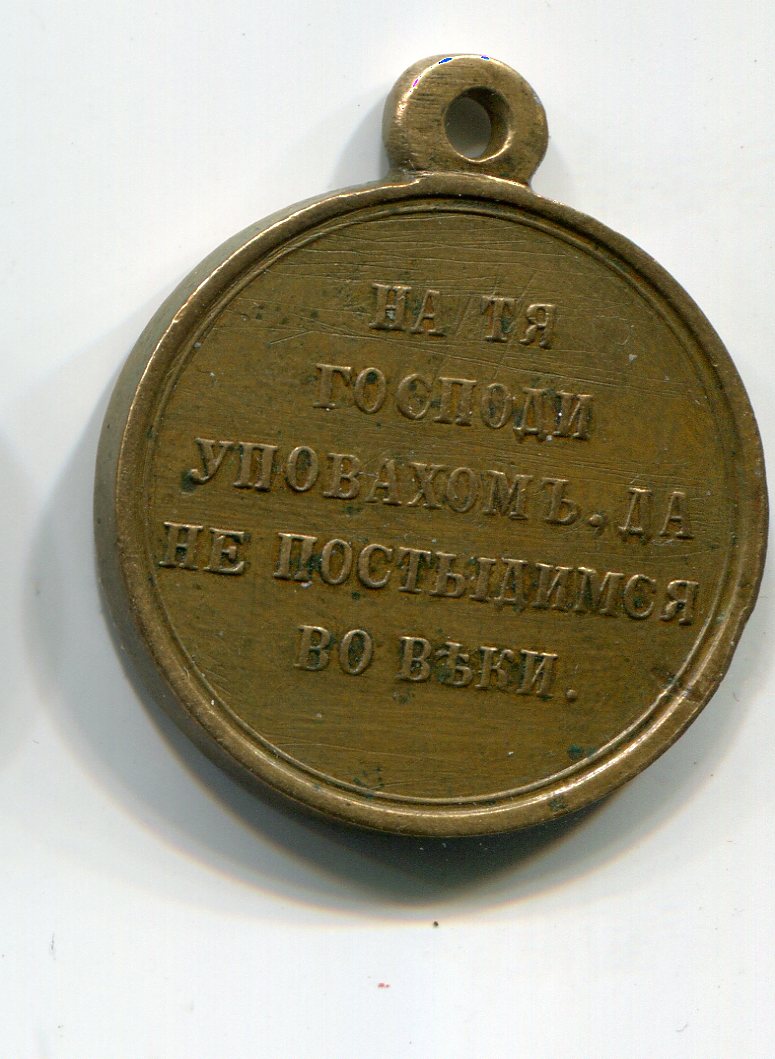 НА ТЯ
ГОСПОДИ
УПОВАХОМЪ, ДА
НЕ ПОСТЫДИМСЯ
ВО ВѢКИ.